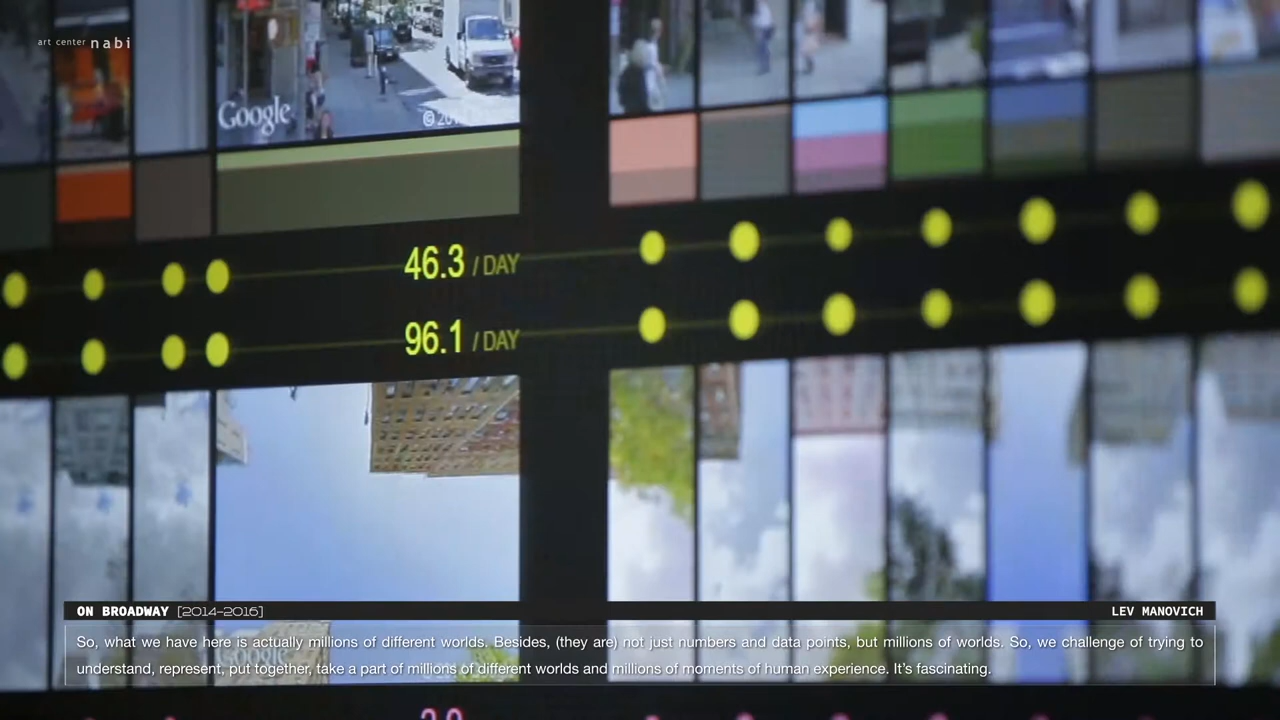 art center nabi
Google
© 201
46.3 / DAY
96.1 / DAY
ON BROADWAY [2014–2016] LEV MANOVICH
So, what we have here is actually millions of different worlds. Besides, (they are) not just numbers and data points, but millions of worlds. So, we challenge of trying to
understand, represent, put together, take a part of millions of different worlds and millions of moments of human experience. It's fascinating.